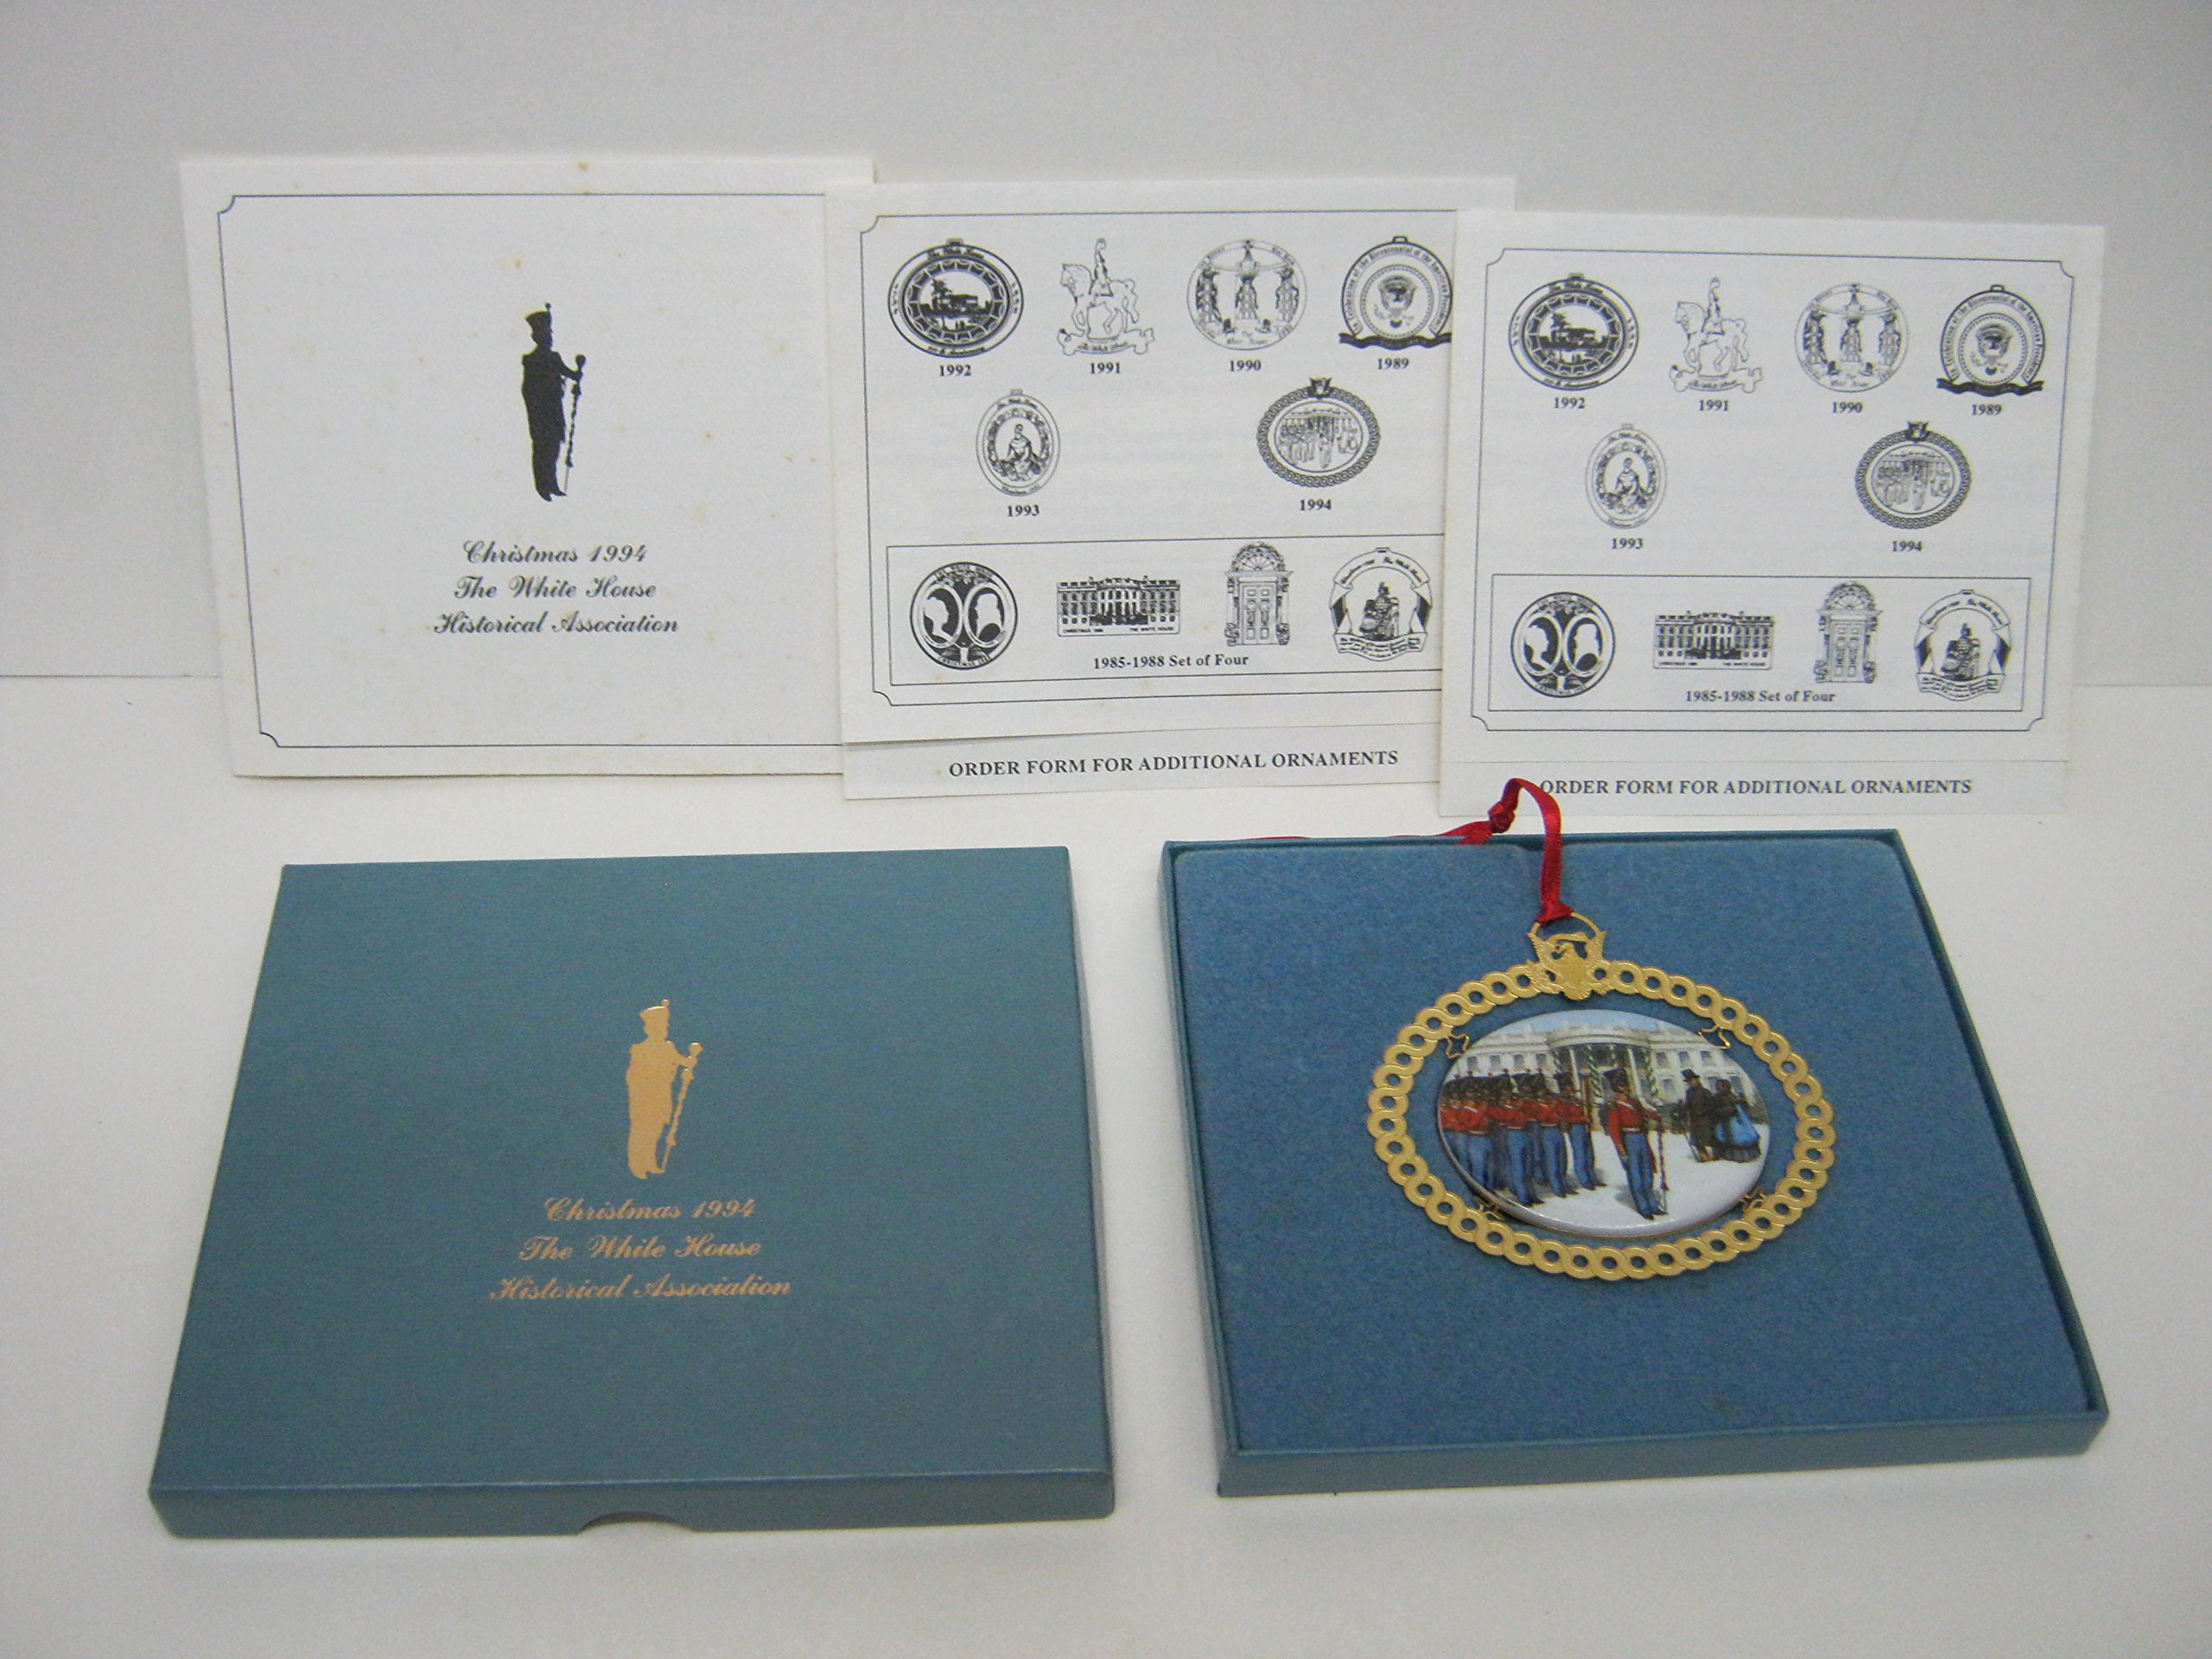 Christmas 1994
The White House
Historical Association
1992
1991
1990
1989
1993
1994
1985-1988 Set of Four
ORDER FORM FOR ADDITIONAL ORNAMENTS
1992
1991
1990
1989
1993
1994
1985-1988 Set of Four
ORDER FORM FOR ADDITIONAL ORNAMENTS
Christmas 1994
The White House
Historical Association